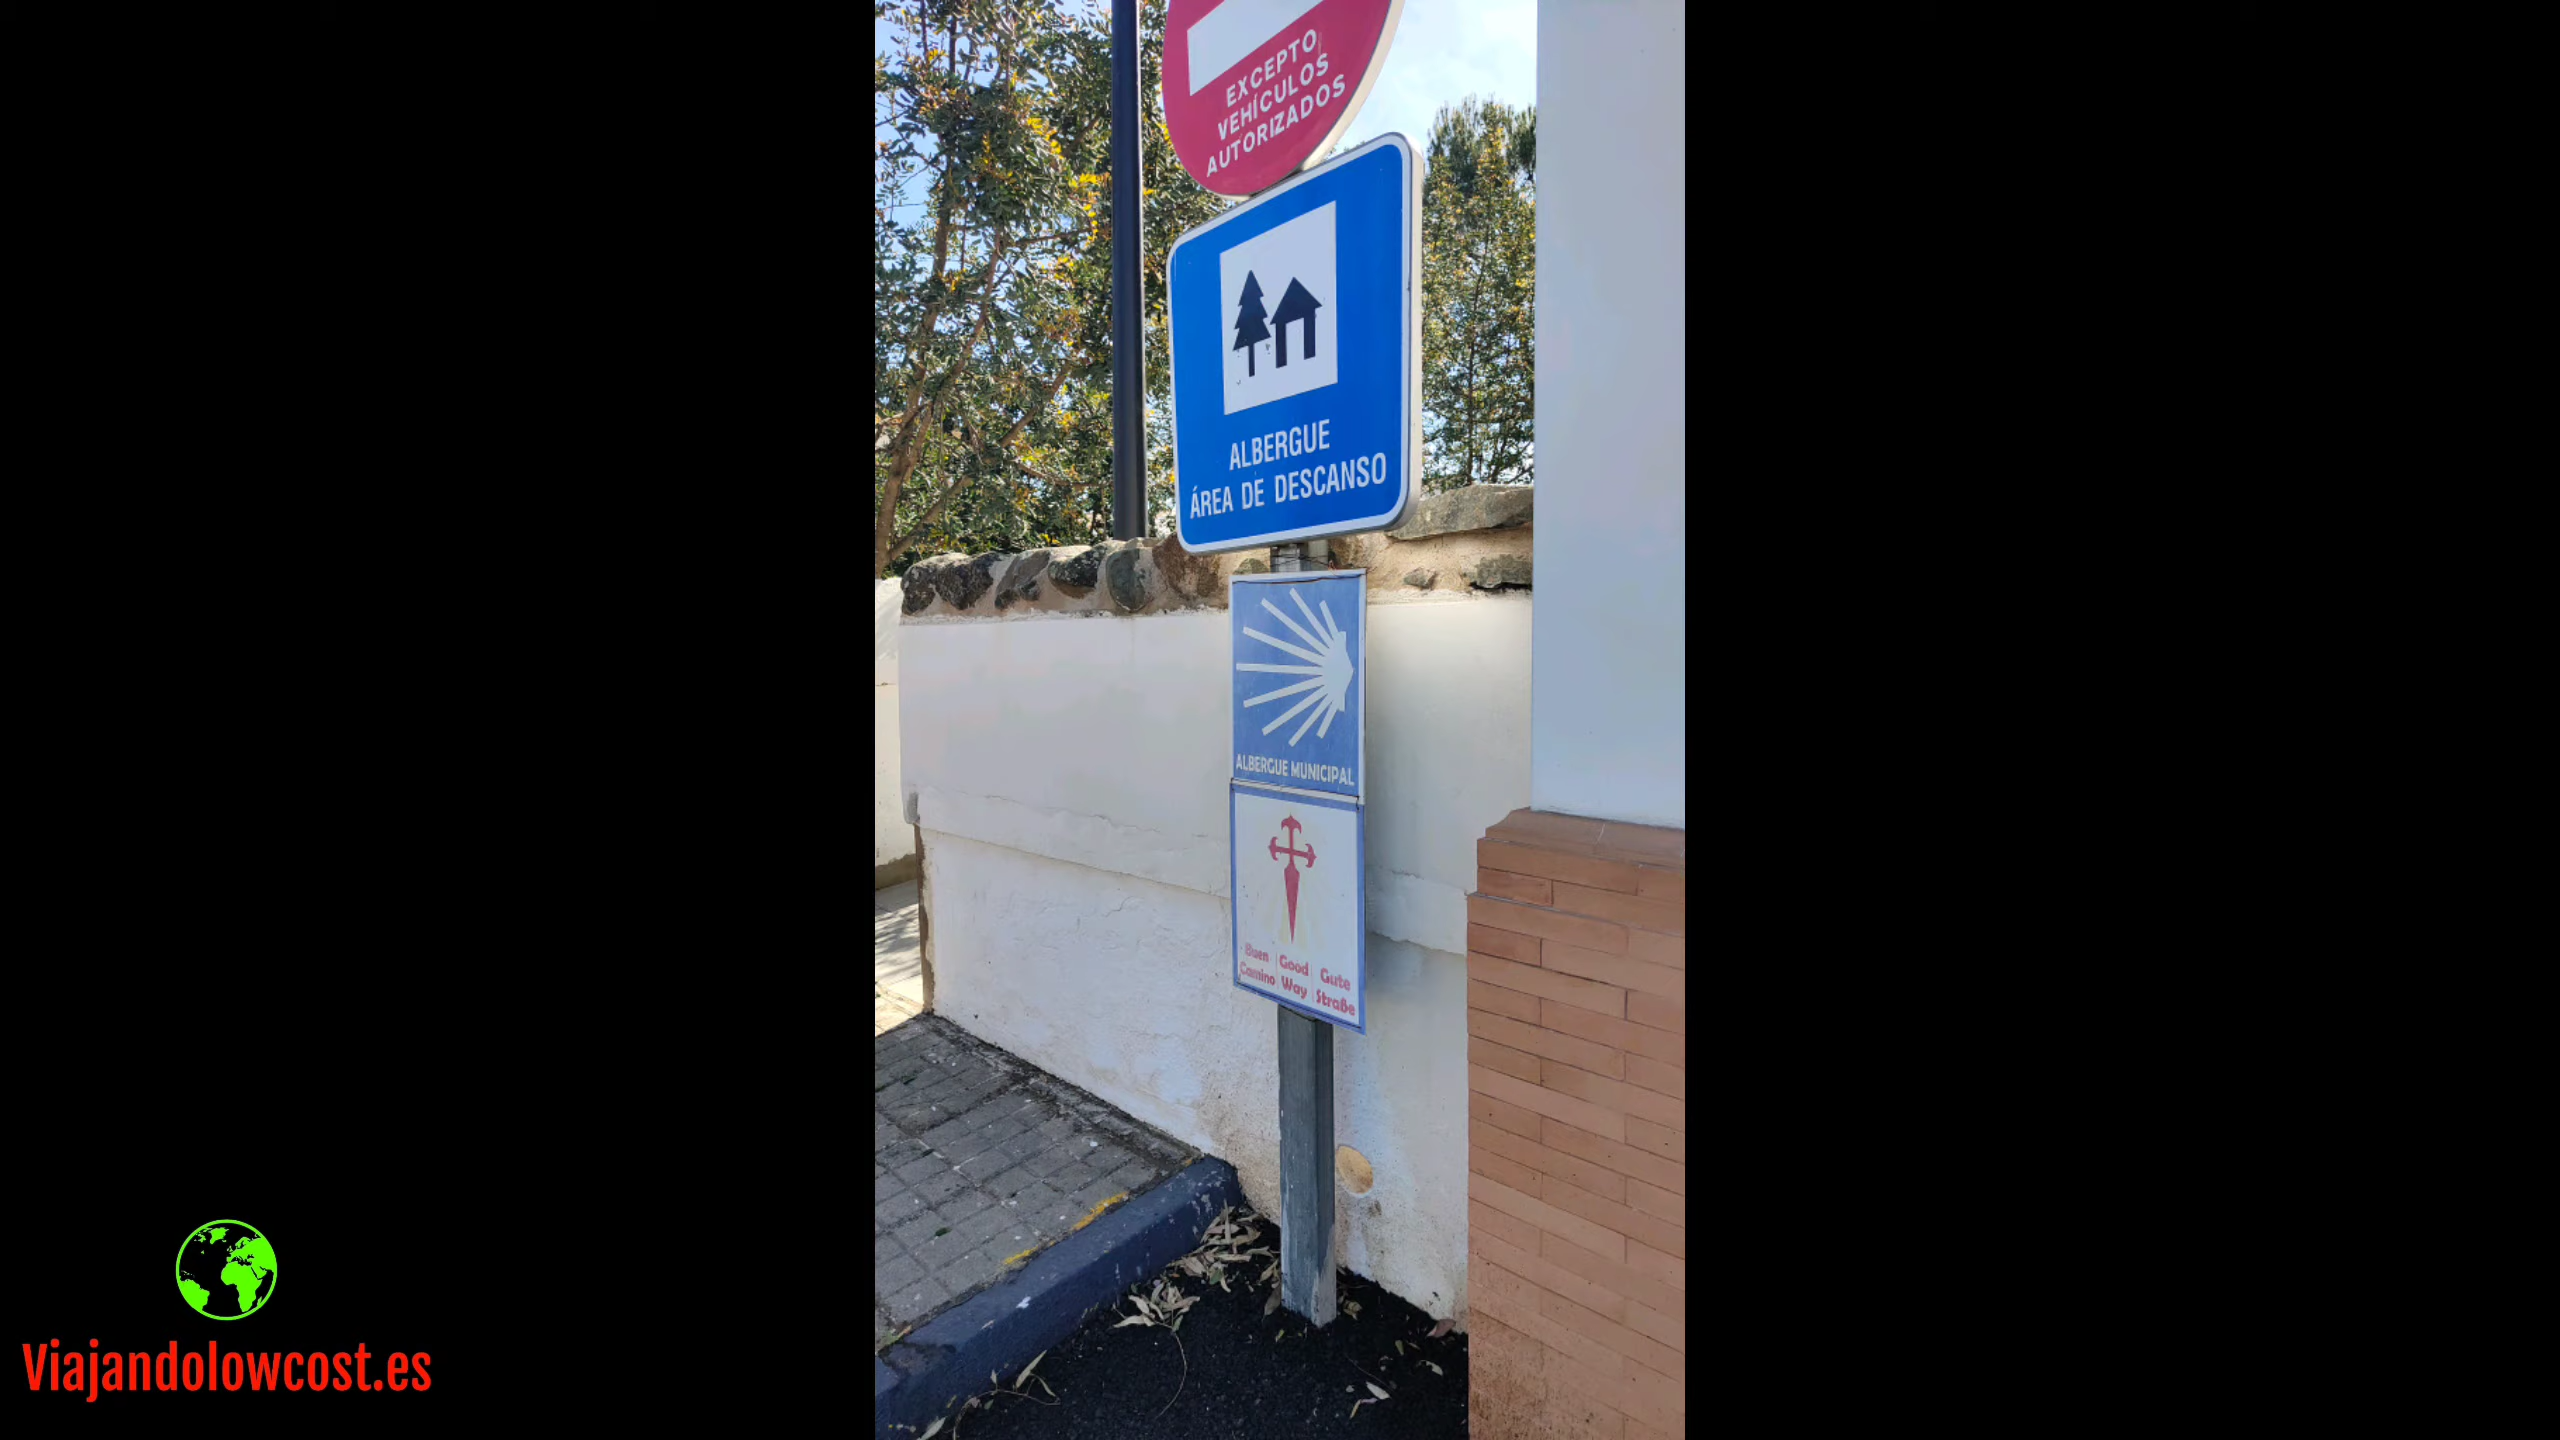 EXCEPTO
VEHÍCULOS
AUTORIZADOS
ALBERGUE
ÁREA DE DESCANSO
ALBERGUE MUNICIPAL
Buen
Camino
Good
Way
Gute
Straße
Viajandolowcost.es